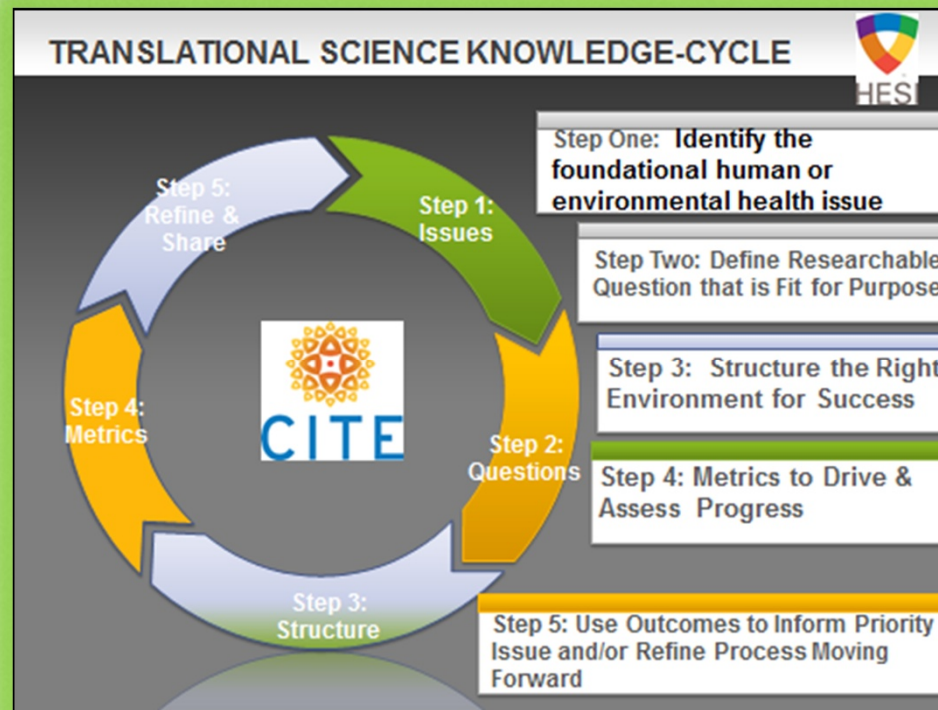 TRANSLATIONAL SCIENCE KNOWLEDGE-CYCLE
HESI
Step 5:
Refine &
Share
Step 1:
Issues
Step 4:
Metrics
CITE
Step 2:
Questions
Step 3:
Structure
Step One: Identify the
foundational human or
environmental health issue
Step Two: Define Researchable
Question that is Fit for Purpose
Step 3: Structure the Right
Environment for Success
Step 4: Metrics to Drive &
Assess Progress
Step 5: Use Outcomes to Inform Priority
Issue and/or Refine Process Moving
Forward